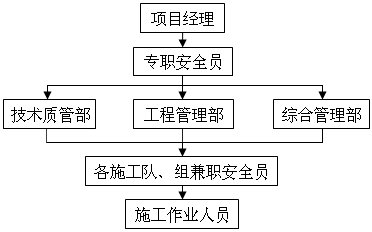 项目经理
专职安全员
技术质管部
工程管理部
综合管理部
各施工队、组兼职安全员
施工作业人员